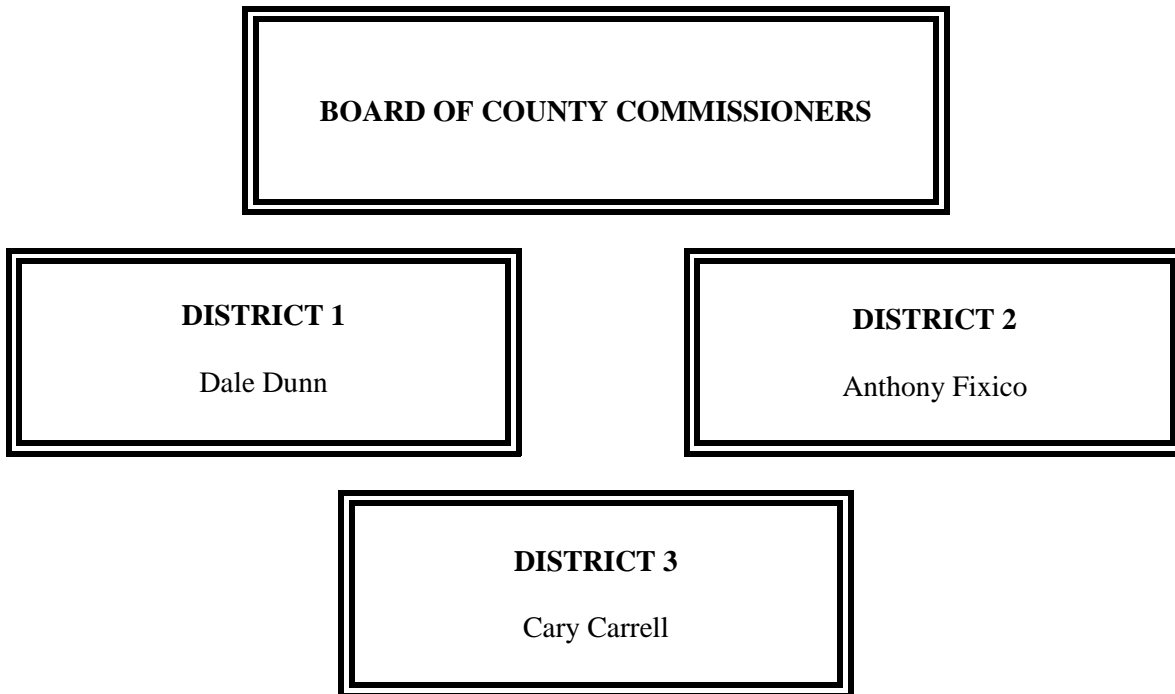 BOARD OF COUNTY COMMISSIONERS
DISTRICT 1
Dale Dunn
DISTRICT 2
Anthony Fixico
DISTRICT 3
Cary Carrell